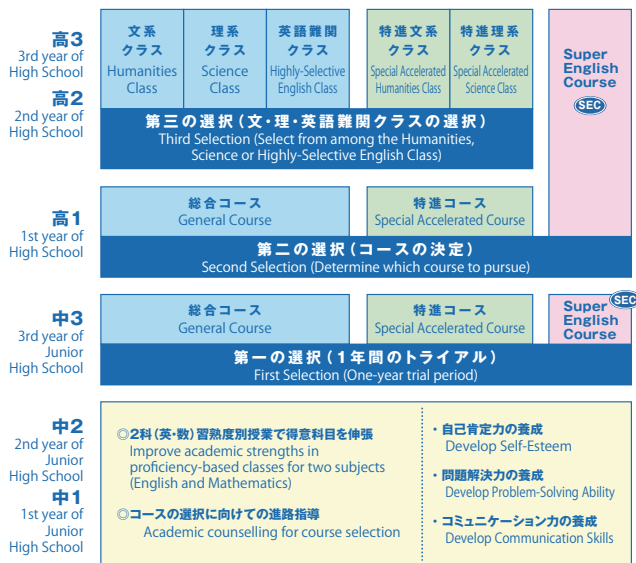 高3
3rd year of
High School
高2
2nd year of
High School
文系
クラス
Humanities
Class
理系
クラス
Science
Class
英語難関
クラス
Highly-Selective
English Class
特進文系
クラス
Special Accelerated
Humanities Class
特進理系
クラス
Special Accelerated
Science Class
Super
English
Course
SEC
第三の選択(文・理・英語難関クラスの選択)
Third Selection (Select from among the Humanities,
Science or Highly-Selective English Class)
高1
1st year of
High School
総合コース
General Course
特進コース
Special Accelerated Course
第二の選択(コースの決定)
Second Selection (Determine which course to pursue)
中3
3rd year of
Junior
High School
総合コース
General Course
特進コース
Special Accelerated Course
Super
English
Course
SEC
第一の選択(1年間のトライアル)
First Selection (One-year trial period)
中2
2nd year of
Junior
High School
中1
1st year of
Junior
High School
◎2科(英・数)習熟度別授業で得意科目を伸張
Improve academic strengths in
proficiency-based classes for two subjects
(English and Mathematics)
◎コースの選択に向けての進路指導
Academic counselling for course selection
・自己肯定力の養成
Develop Self-Esteem
・問題解決力の養成
Develop Problem-Solving Ability
・コミュニケーション力の養成
Develop Communication Skills